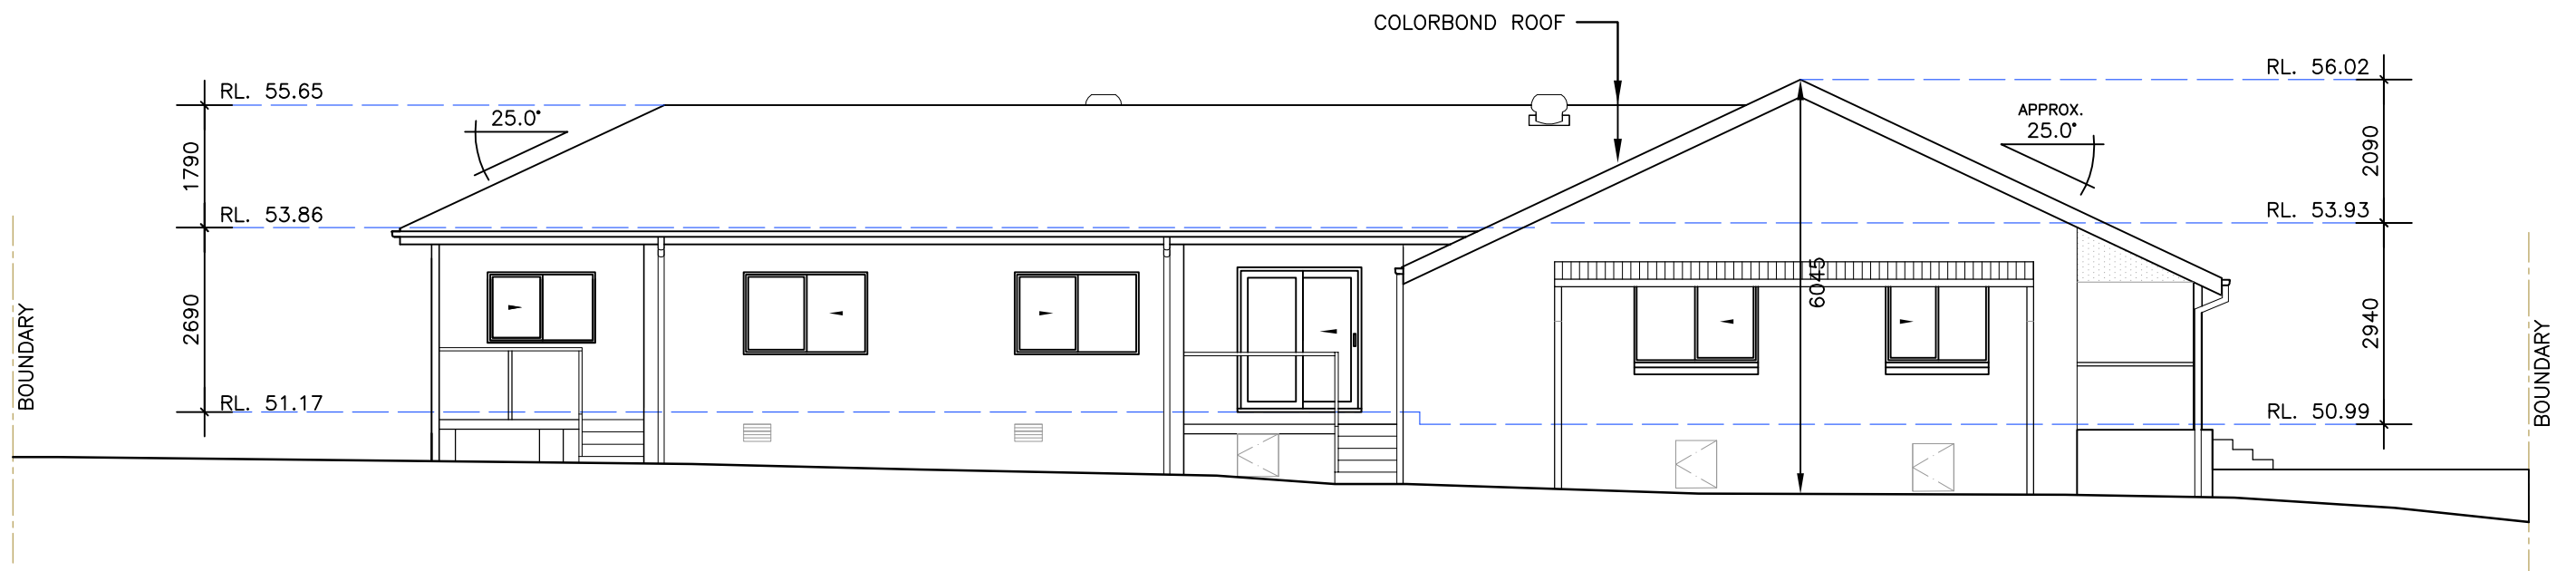 COLORBOND ROOF
RL. 55.65
RL. 56.02
25.0°
APPROX.
25.0°
1790
2090
RL. 53.86
RL. 53.93
6045
2690
2940
BOUNDARY
BOUNDARY
RL. 51.17
RL. 50.99